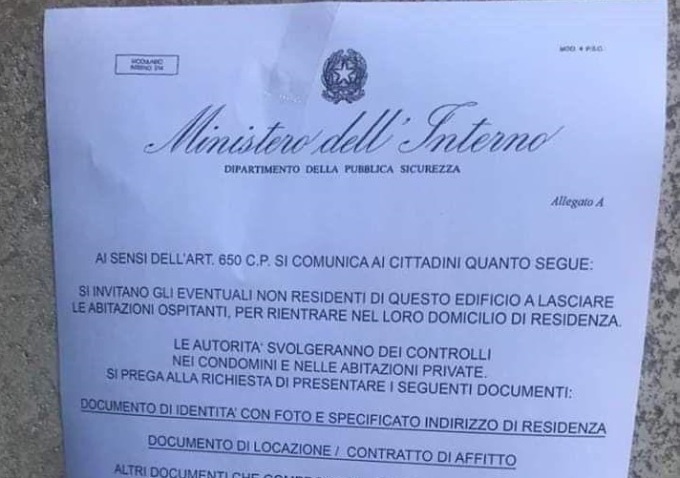 MODULARIO
INTERNO 314
MOD. 4 P.S.C.
Ministero dell'Interno
DIPARTIMENTO DELLA PUBBLICA SICUREZZA
Allegato A
AI SENSI DELL'ART. 650 C.P. SI COMUNICA AI CITTADINI QUANTO SEGUE:
SI INVITANO GLI EVENTUALI NON RESIDENTI DI QUESTO EDIFICIO A LASCIARE
LE ABITAZIONI OSPITANTI, PER RIENTRARE NEL LORO DOMICILIO DI RESIDENZA.
LE AUTORITA' SVOLGERANNO DEI CONTROLLI
NEI CONDOMINI E NELLE ABITAZIONI PRIVATE.
SI PREGA ALLA RICHIESTA DI PRESENTARE I SEGUENTI DOCUMENTI:
DOCUMENTO DI IDENTITA' CON FOTO E SPECIFICATO INDIRIZZO DI RESIDENZA
DOCUMENTO DI LOCAZIONE / CONTRATTO DI AFFITTO
ALTRI DOCUMENTI CHE